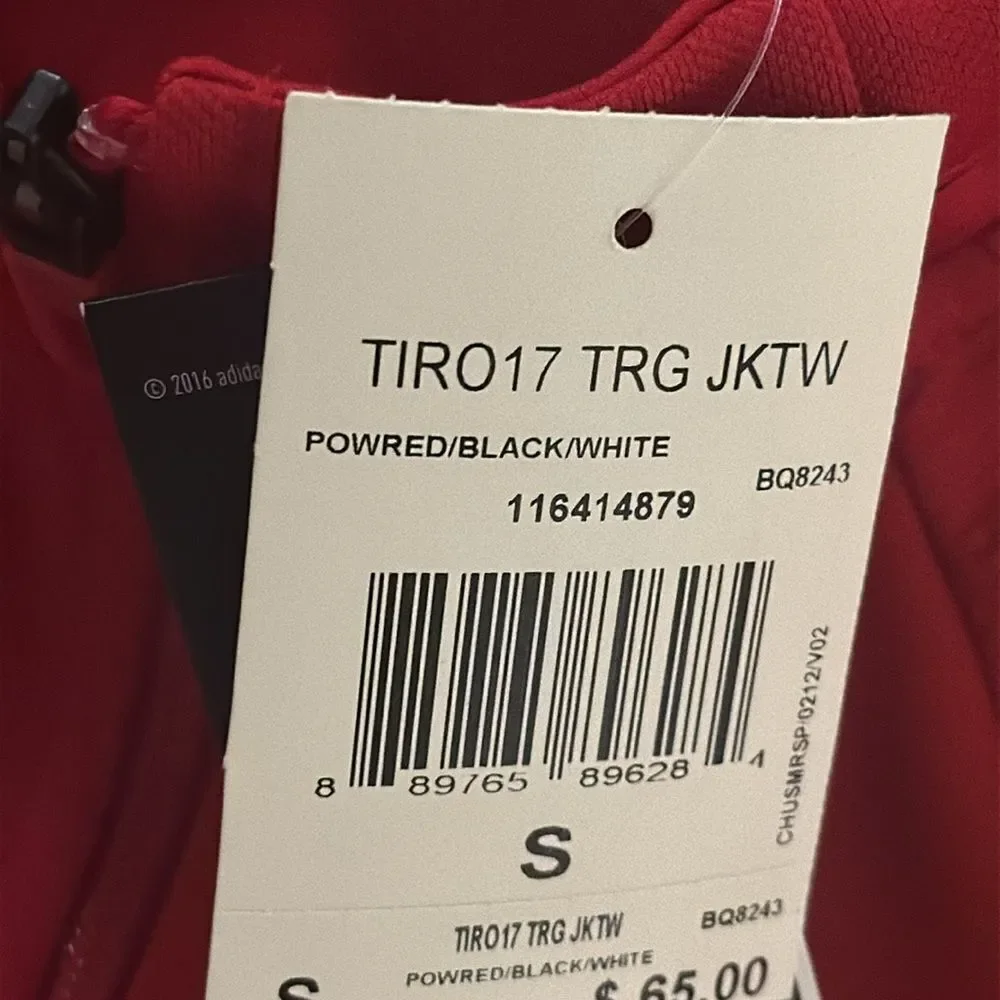 © 2016 adidas
TIRO17 TRG JKTW
POWRED/BLACK/WHITE
BQ8243
116414879
8 89765 89628 4
CHUSMRSP/0212/V02
S
TIRO17 TRG JKTW
BQ8243
POWRED/BLACK/WHITE
S
$ 65.00